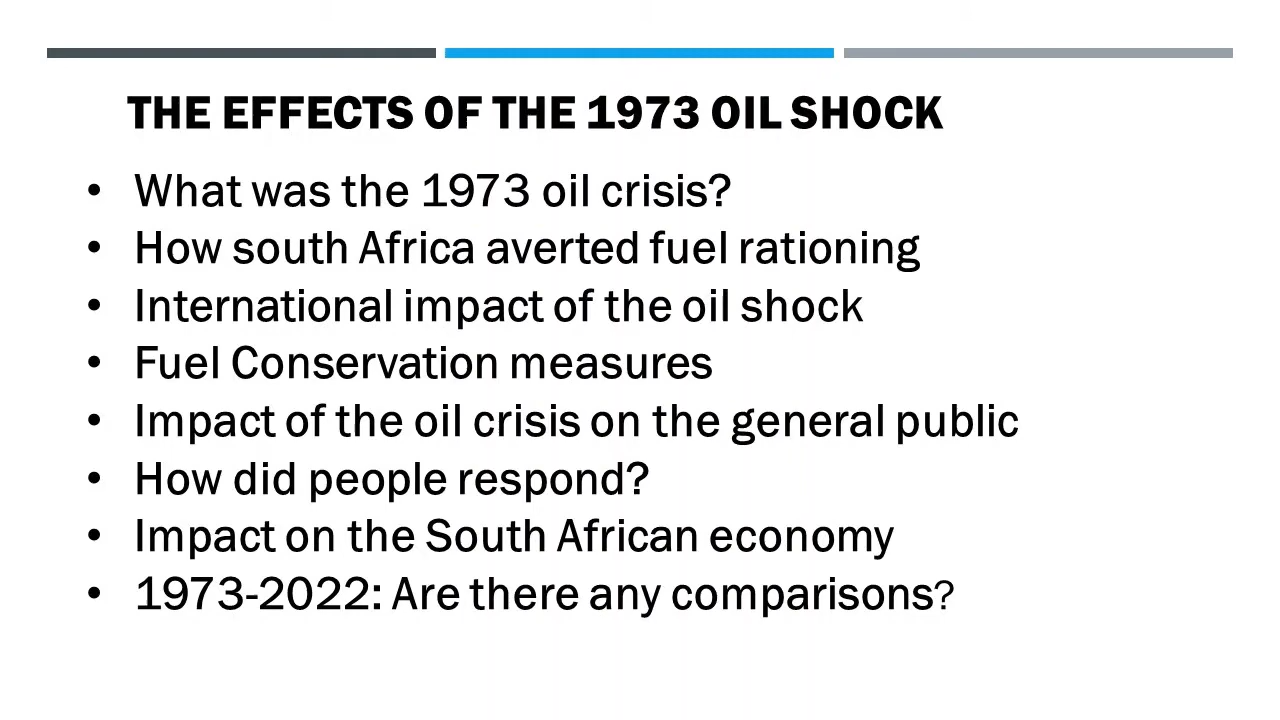 THE EFFECTS OF THE 1973 OIL SHOCK
• What was the 1973 oil crisis?
• How south Africa averted fuel rationing
• International impact of the oil shock
• Fuel Conservation measures
• Impact of the oil crisis on the general public
• How did people respond?
• Impact on the South African economy
• 1973-2022: Are there any comparisons?